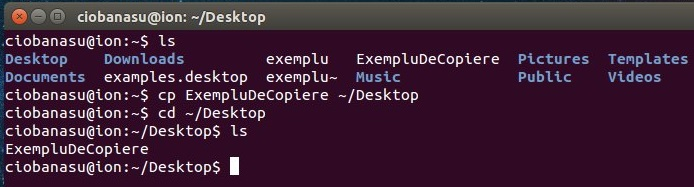 ciobanasu@ion: ~/Desktop
ciobanasu@ion:~$ ls
Desktop    Downloads         exemplu   ExempluDeCopiere  Pictures  Templates
Documents  examples.desktop  exemplu~  Music             Public    Videos
ciobanasu@ion:~$ cp ExempluDeCopiere ~/Desktop
ciobanasu@ion:~$ cd ~/Desktop
ciobanasu@ion:~/Desktop$ ls
ExempluDeCopiere
ciobanasu@ion:~/Desktop$